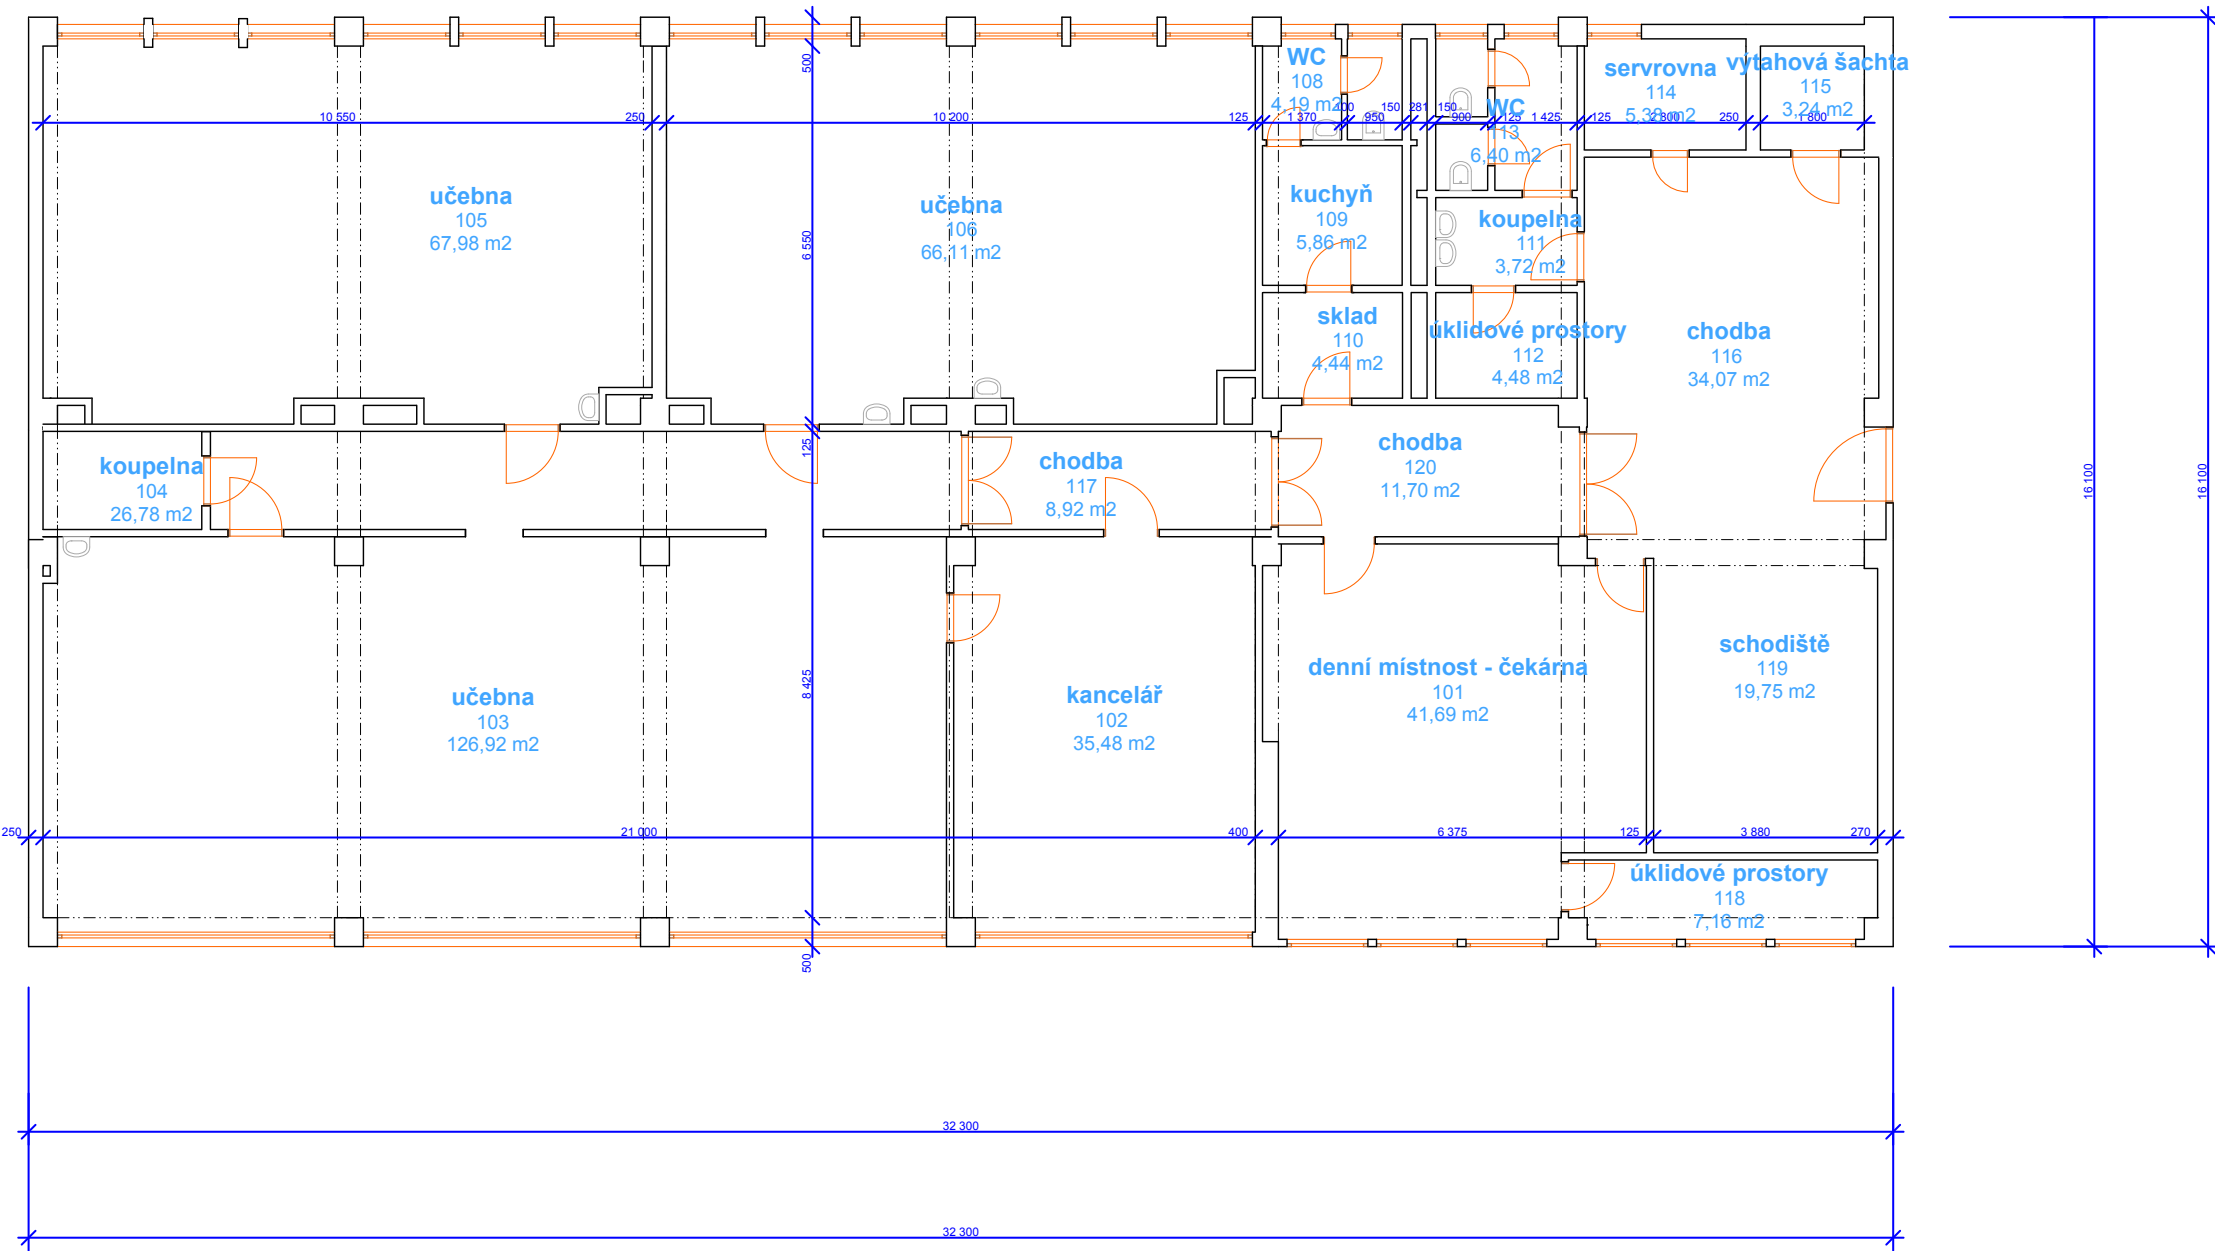 500
WC
108
4,19 m2
servrovna
114
5,38 m2
výtahová šachta
115
3,24 m2
WC
113
6,40 m2
10 550
250
10 200
125
1 370
100
950
150
281
150
900
125
1 425
125
2 800
250
1 800
učebna
105
67,98 m2
učebna
106
66,11 m2
6 550
kuchyň
109
5,86 m2
koupelna
111
3,72 m2
sklad
110
4,44 m2
úklidové prostory
112
4,48 m2
chodba
116
34,07 m2
125
koupelna
104
26,78 m2
chodba
117
8,92 m2
chodba
120
11,70 m2
16 100
16 100
učebna
103
126,92 m2
8 425
kancelář
102
35,48 m2
denní místnost - čekárna
101
41,69 m2
schodiště
119
19,75 m2
250
21 000
400
6 375
125
3 880
270
úklidové prostory
118
7,16 m2
500
32 300
32 300